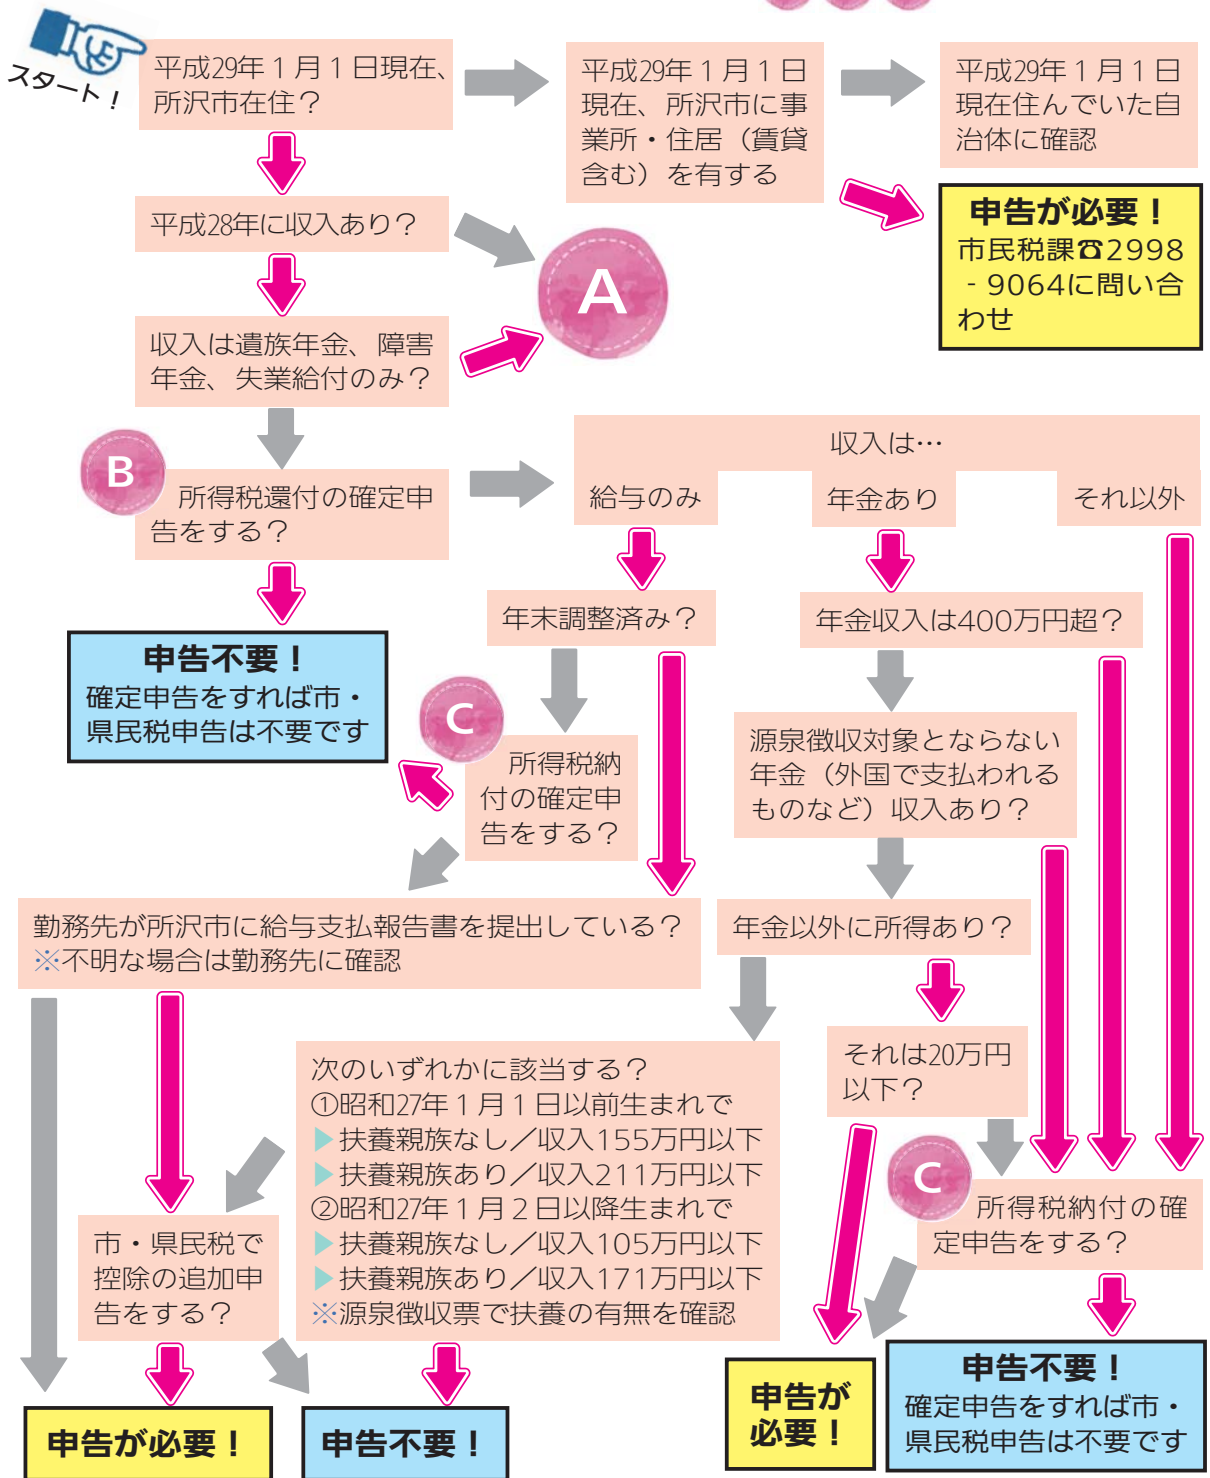 スタート！
平成29年１月１日現在、
所沢市在住？
平成29年１月１日
現在、所沢市に事
業所・住居（賃貸
含む）を有する
平成29年１月１日
現在住んでいた自
治体に確認
申告が必要！
市民税課☎2998
‐9064に問い合
わせ
平成28年に収入あり？
A
収入は遺族年金、障害
年金、失業給付のみ？
B
所得税還付の確定申
告をする？
収入は…
給与のみ
年金あり
それ以外
申告不要！
確定申告をすれば市・
県民税申告は不要です
年末調整済み？
年金収入は400万円超？
C
所得税納
付の確定申
告をする？
源泉徴収対象とならない
年金（外国で支払われる
ものなど）収入あり？
勤務先が所沢市に給与支払報告書を提出している？
※不明な場合は勤務先に確認
年金以外に所得あり？
それは20万円
以下？
次のいずれかに該当する？
①昭和27年１月１日以前生まれで
▶扶養親族なし／収入155万円以下
▶扶養親族あり／収入211万円以下
②昭和27年１月２日以降生まれで
▶扶養親族なし／収入105万円以下
▶扶養親族あり／収入171万円以下
※源泉徴収票で扶養の有無を確認
市・県民税で
控除の追加申
告をする？
C
所得税納付の確
定申告をする？
申告が必要！
申告不要！
申告が
必要！
申告不要！
確定申告をすれば市・
県民税申告は不要です